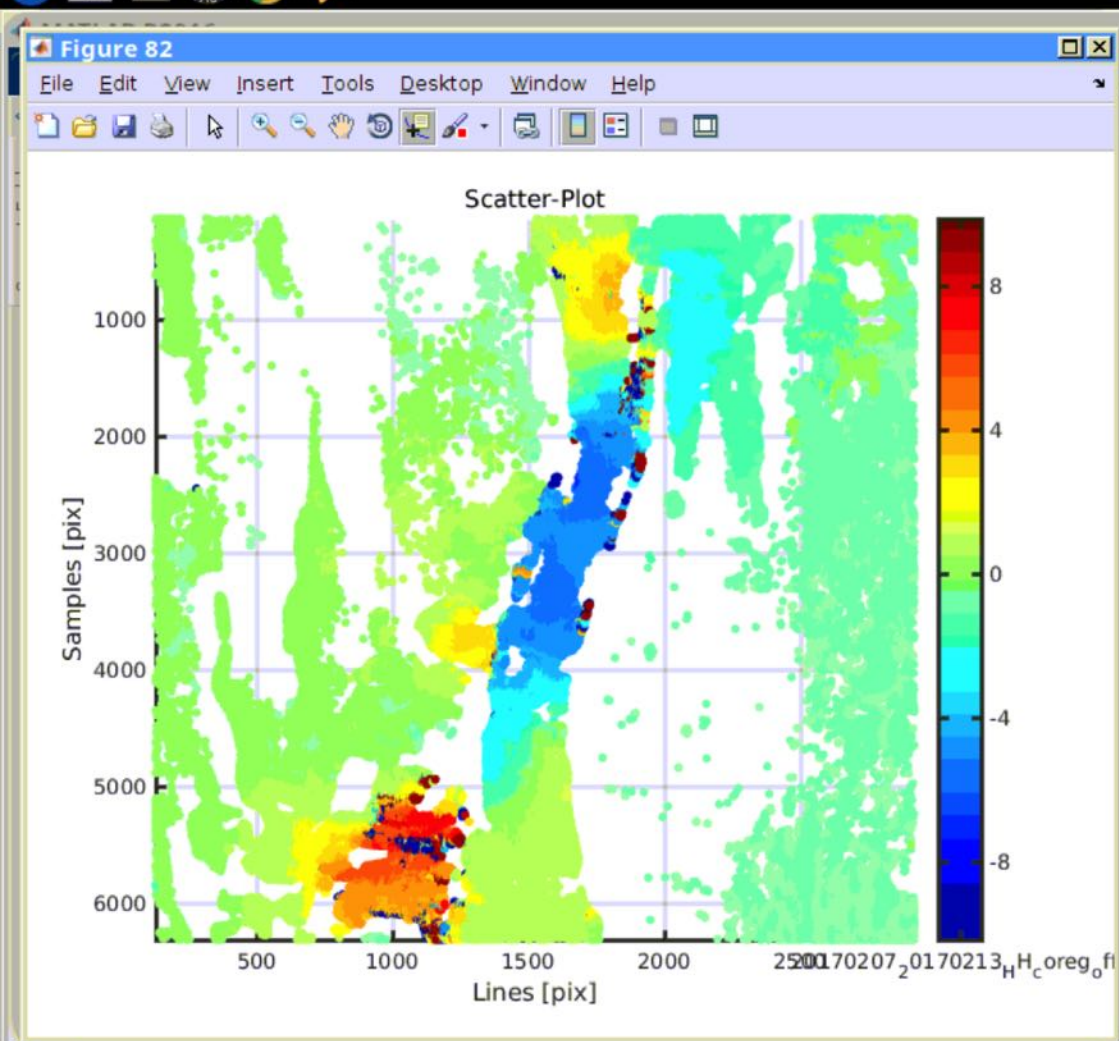 Figure 82
File Edit View Insert Tools Desktop Window Help
Scatter-Plot
Samples [pix]
1000
2000
3000
4000
5000
6000
8
4
0
-4
-8
500 1000 1500 2000 2500
20170207_20170213_HH_coreg_off
Lines [pix]